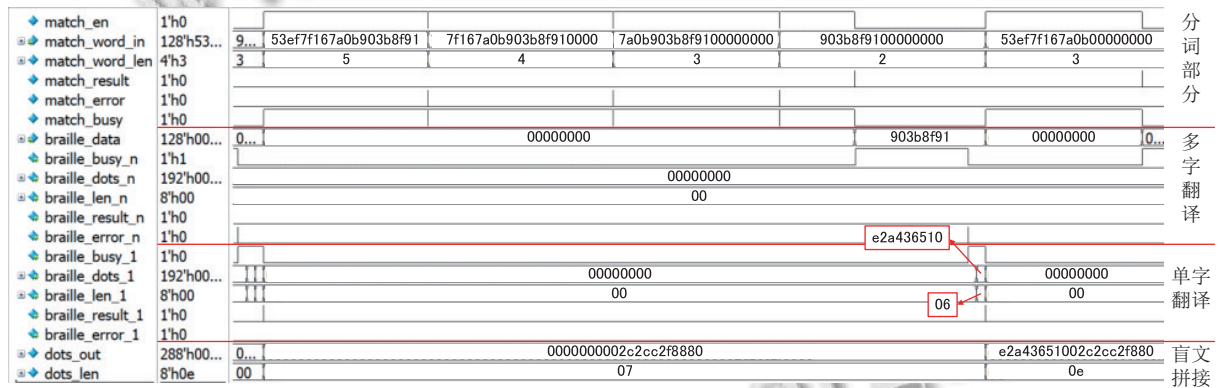 match_en 1'h0
match_word_in 128'h53... 9... 53ef7f167a0b903b8f91 7f167a0b903b8f910000 7a0b903b8f9100000000 903b8f9100000000 53ef7f167a0b00000000
match_word_len 4'h3 3 5 4 3 2 3
match_result 1'h0
match_error 1'h0
match_busy 1'h0
分词部分
braille_data 128'h00... 0... 00000000 903b8f91 00000000 0...
braille_busy_n 1'h1
braille_dots_n 192'h00... 00000000
braille_len_n 8'h00 00
braille_result_n 1'h0
braille_error_n 1'h0
多字翻译
e2a436510
braille_busy_1 1'h0
braille_dots_1 192'h00... 00000000 00000000
braille_len_1 8'h00 00 06 00
braille_result_1 1'h0
braille_error_1 1'h0
单字
翻译
dots_out 288'h00... 0... 0000000002c2cc2f8880 e2a43651002c2cc2f880
dots_len 8'h0e 00 07 0e
盲文
拼接